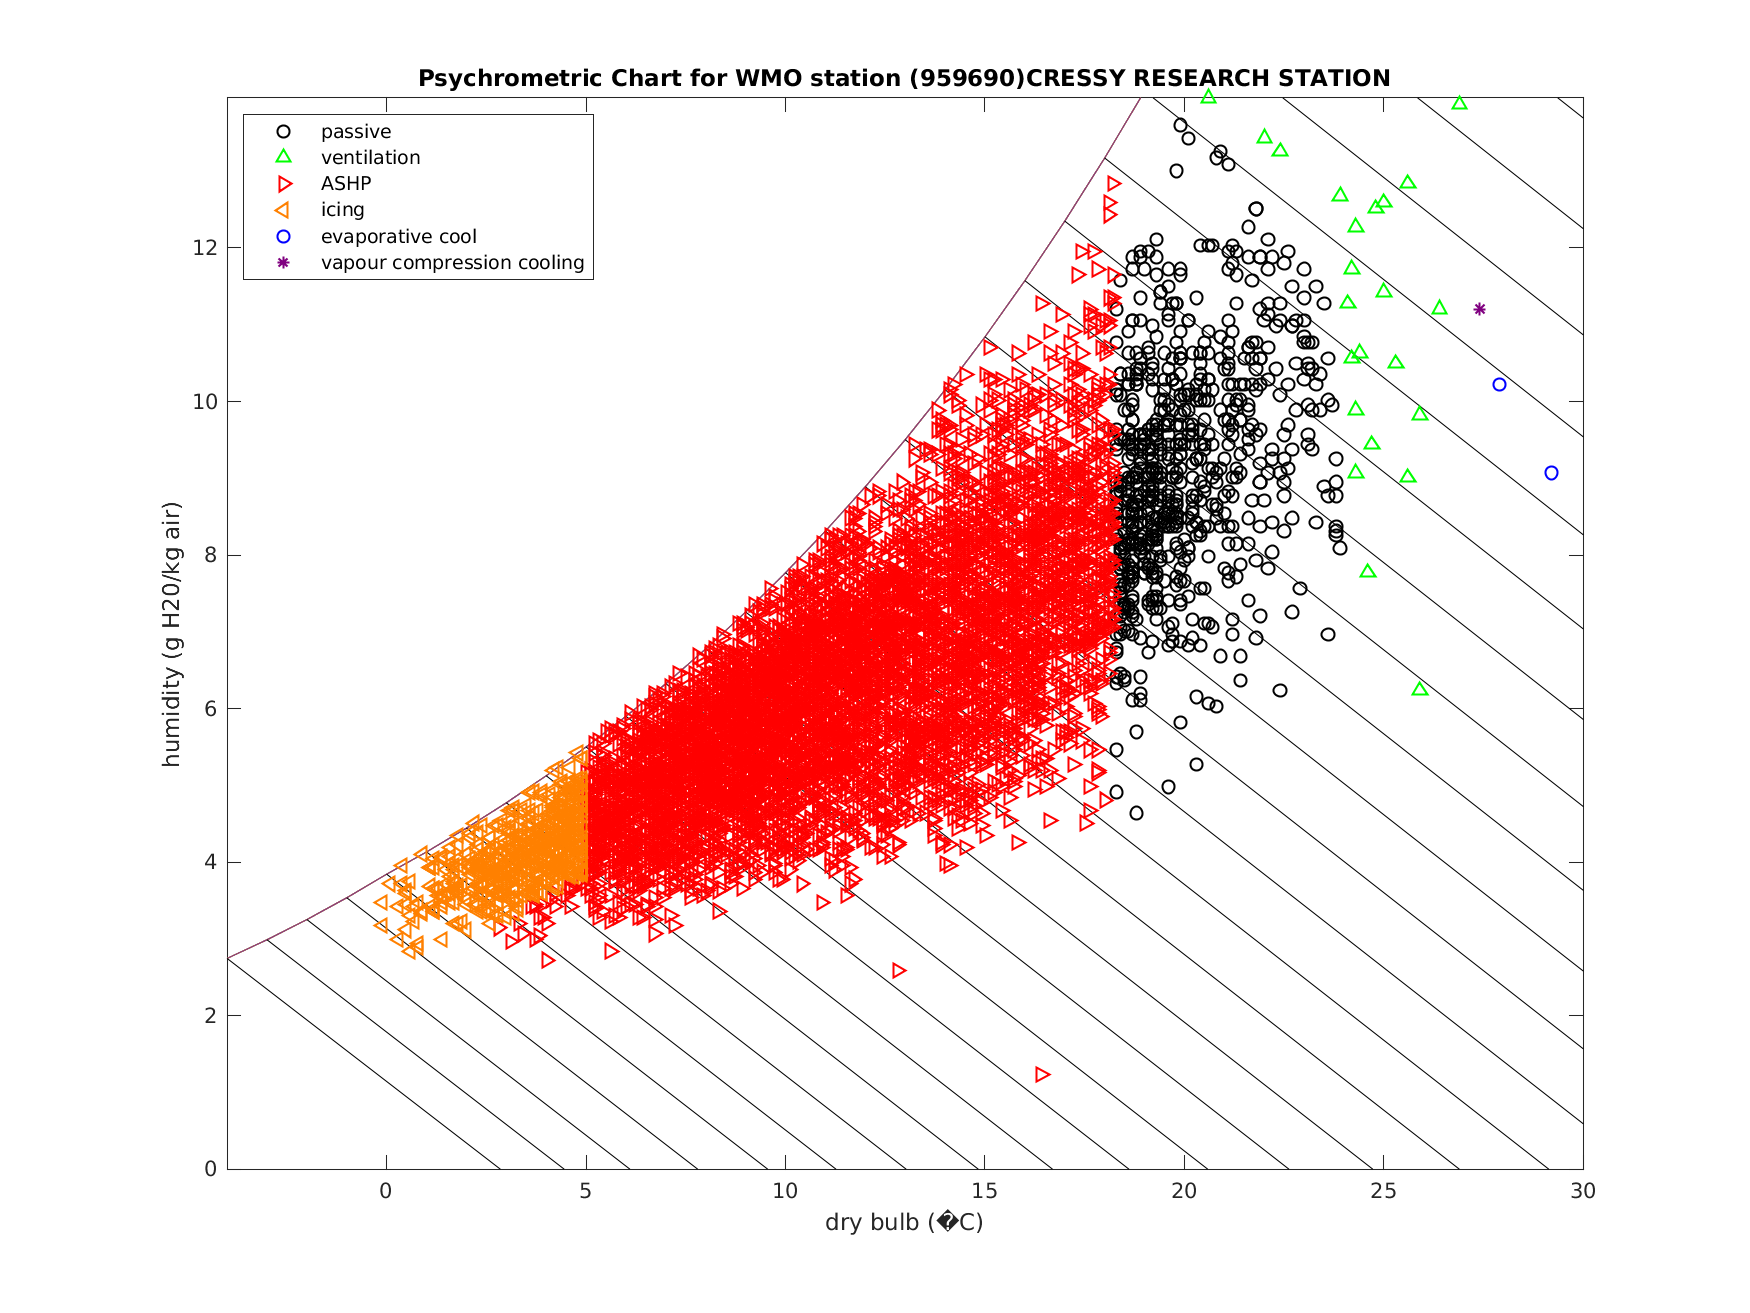 Psychrometric Chart for WMO station (959690)CRESSY RESEARCH STATION
passive
ventilation
ASHP
icing
evaporative cool
vapour compression cooling
humidity (g H20/kg air)
12
10
8
6
4
2
0
0 5 10 15 20 25 30
dry bulb (�C)